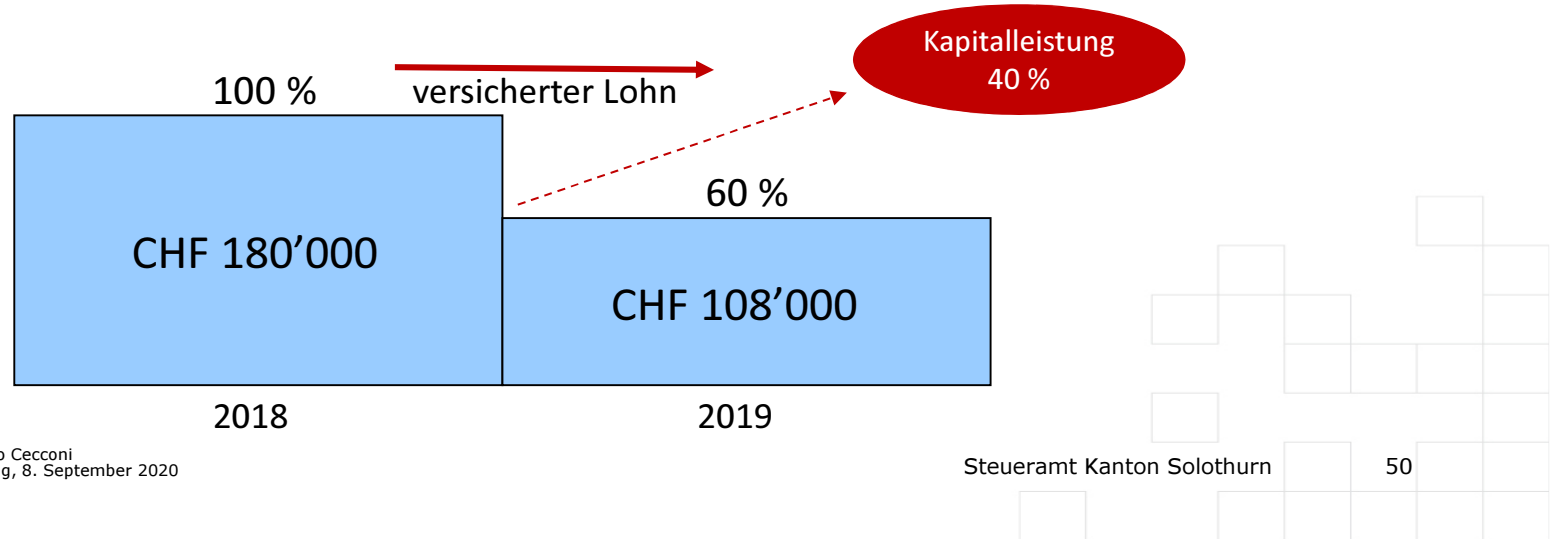 Kapitalleistung
40 %
100 %
versicherter Lohn
60 %
CHF 180’000
CHF 108’000
2018
2019
Cecconi
8. September 2020
Steueramt Kanton Solothurn
50